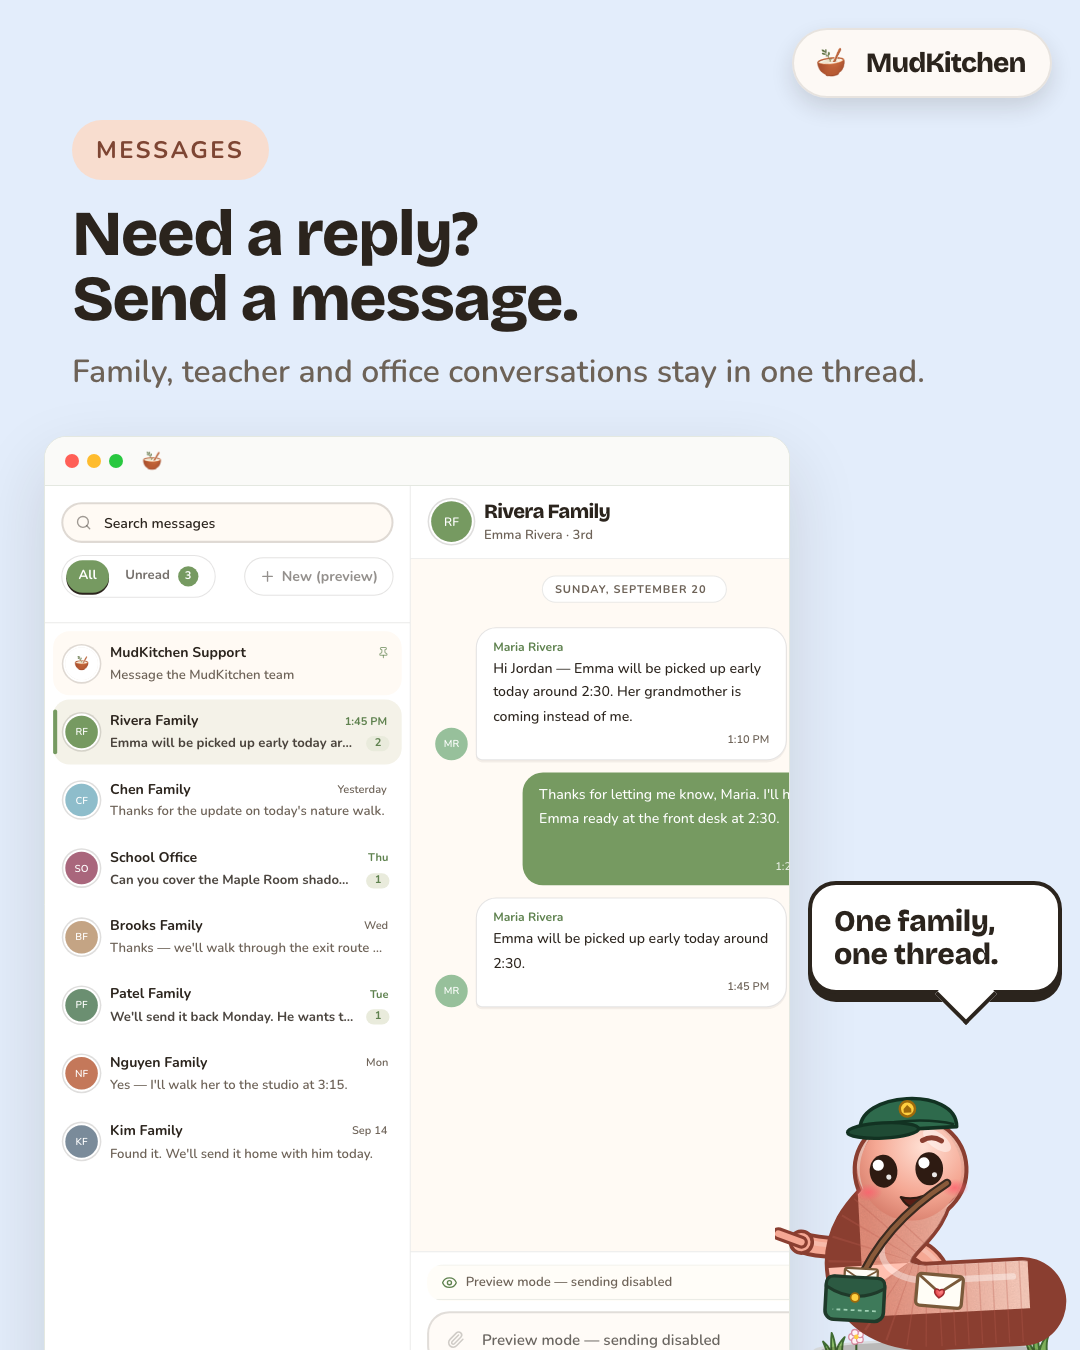 MudKitchen
MESSAGES
Need a reply?
Send a message.
Family, teacher and office conversations stay in one thread.
Search messages
All
Unread 3
+ New (preview)
MudKitchen Support
Message the MudKitchen team
RF
Rivera Family
1:45 PM
Emma will be picked up early today ar...
2
CF
Chen Family
Yesterday
Thanks for the update on today's nature walk.
SO
School Office
Thu
Can you cover the Maple Room shado...
1
BF
Brooks Family
Wed
Thanks — we'll walk through the exit route ...
PF
Patel Family
Tue
We'll send it back Monday. He wants t...
1
NF
Nguyen Family
Mon
Yes — I'll walk her to the studio at 3:15.
KF
Kim Family
Sep 14
Found it. We'll send it home with him today.
RF
Rivera Family
Emma Rivera · 3rd
SUNDAY, SEPTEMBER 20
Maria Rivera
Hi Jordan — Emma will be picked up early
today around 2:30. Her grandmother is
coming instead of me.
1:10 PM
MR
Thanks for letting me know, Maria. I'll h
Emma ready at the front desk at 2:30.
1:2
Maria Rivera
Emma will be picked up early today around
2:30.
1:45 PM
MR
Preview mode — sending disabled
Preview mode — sending disabled
One family,
one thread.